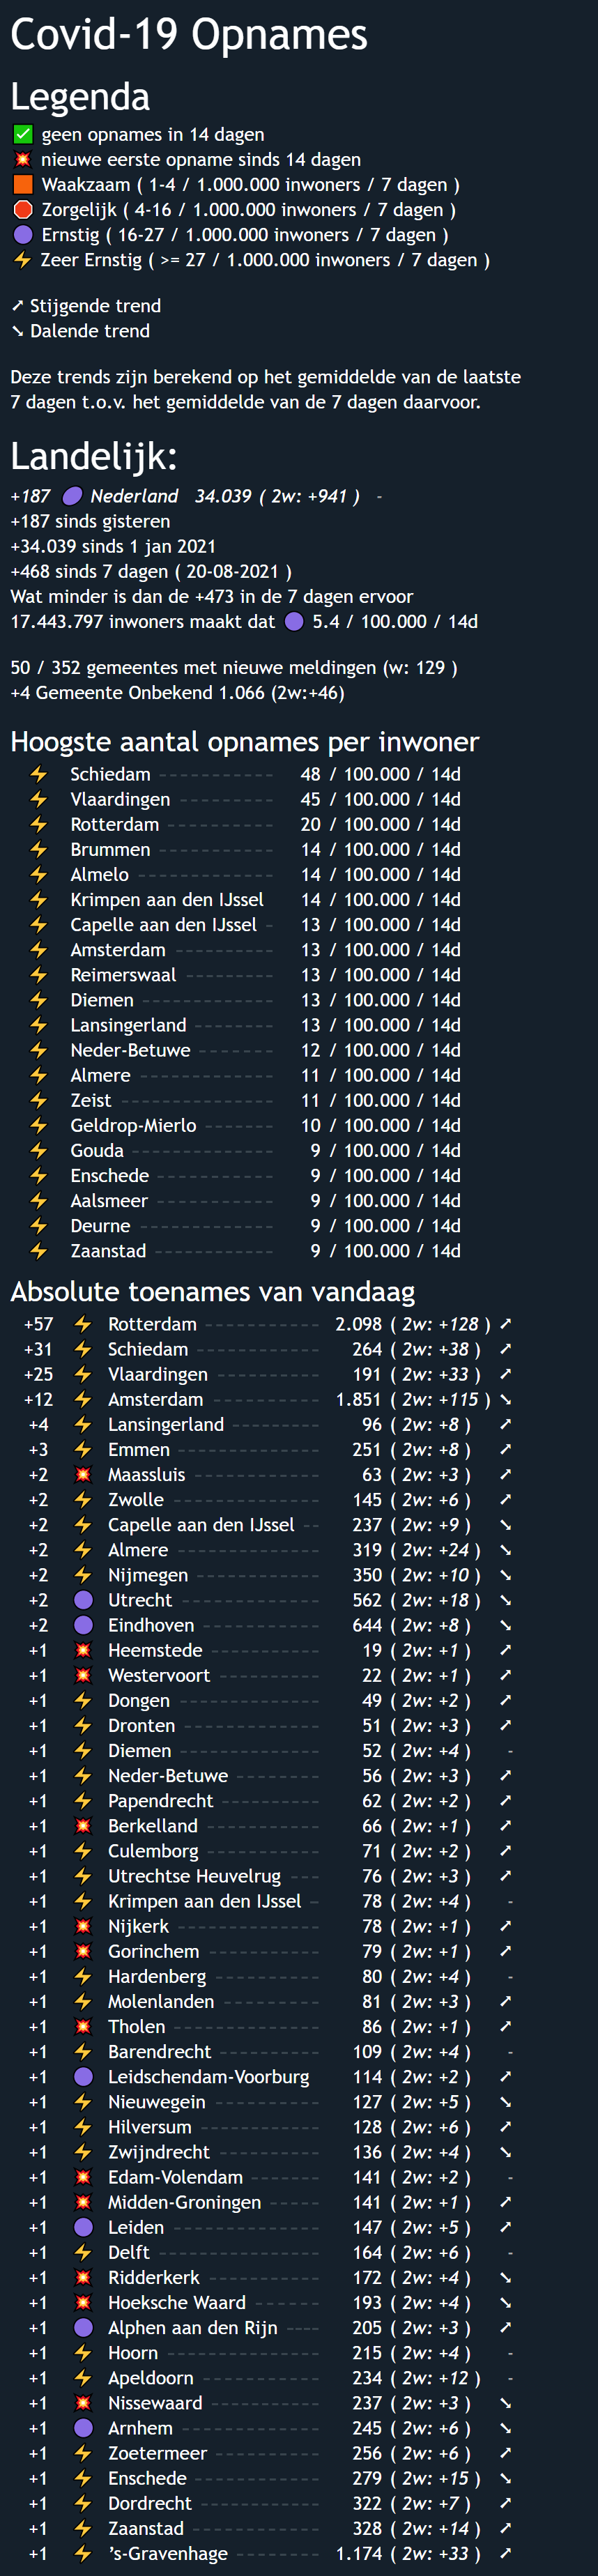 Covid-19 Opnames
Legenda
✅ geen opnames in 14 dagen
💥 nieuwe eerste opname sinds 14 dagen
🟧 Waakzaam ( 1-4 / 1.000.000 inwoners / 7 dagen )
🛑 Zorgelijk ( 4-16 / 1.000.000 inwoners / 7 dagen )
🟣 Ernstig ( 16-27 / 1.000.000 inwoners / 7 dagen )
⚡ Zeer Ernstig ( >= 27 / 1.000.000 inwoners / 7 dagen )
➚ Stijgende trend
➘ Dalende trend
Deze trends zijn berekend op het gemiddelde van de laatste
7 dagen t.o.v. het gemiddelde van de 7 dagen daarvoor.
Landelijk:
+187 🟣 Nederland 34.039 ( 2w: +941 ) -
+187 sinds gisteren
+34.039 sinds 1 jan 2021
+468 sinds 7 dagen ( 20-08-2021 )
Wat minder is dan de +473 in de 7 dagen ervoor
17.443.797 inwoners maakt dat 🟣 5.4 / 100.000 / 14d
50 / 352 gemeentes met nieuwe meldingen (w: 129 )
+4 Gemeente Onbekend 1.066 (2w:+46)
Hoogste aantal opnames per inwoner
⚡ Schiedam 48 / 100.000 / 14d
⚡ Vlaardingen 45 / 100.000 / 14d
⚡ Rotterdam 20 / 100.000 / 14d
⚡ Brummen 14 / 100.000 / 14d
⚡ Almelo 14 / 100.000 / 14d
⚡ Krimpen aan den IJssel 14 / 100.000 / 14d
⚡ Capelle aan den IJssel 13 / 100.000 / 14d
⚡ Amsterdam 13 / 100.000 / 14d
⚡ Reimerswaal 13 / 100.000 / 14d
⚡ Diemen 13 / 100.000 / 14d
⚡ Lansingerland 13 / 100.000 / 14d
⚡ Neder-Betuwe 12 / 100.000 / 14d
⚡ Almere 11 / 100.000 / 14d
⚡ Zeist 11 / 100.000 / 14d
⚡ Geldrop-Mierlo 10 / 100.000 / 14d
⚡ Gouda 9 / 100.000 / 14d
⚡ Enschede 9 / 100.000 / 14d
⚡ Aalsmeer 9 / 100.000 / 14d
⚡ Deurne 9 / 100.000 / 14d
⚡ Zaanstad 9 / 100.000 / 14d
Absolute toenames van vandaag
+57 ⚡ Rotterdam 2.098 ( 2w: +128 ) ➚
+31 ⚡ Schiedam 264 ( 2w: +38 ) ➚
+25 ⚡ Vlaardingen 191 ( 2w: +33 ) ➚
+12 ⚡ Amsterdam 1.851 ( 2w: +115 ) ➘
+4 ⚡ Lansingerland 96 ( 2w: +8 ) ➚
+3 ⚡ Emmen 251 ( 2w: +8 ) ➚
+2 💥 Maassluis 63 ( 2w: +3 ) ➚
+2 ⚡ Zwolle 145 ( 2w: +6 ) ➚
+2 ⚡ Capelle aan den IJssel 237 ( 2w: +9 ) ➘
+2 ⚡ Almere 319 ( 2w: +24 ) ➘
+2 ⚡ Nijmegen 350 ( 2w: +10 ) ➘
+2 🟣 Utrecht 562 ( 2w: +18 ) ➘
+2 🟣 Eindhoven 644 ( 2w: +8 ) ➘
+1 💥 Heemstede 19 ( 2w: +1 ) ➚
+1 💥 Westervoort 22 ( 2w: +1 ) ➚
+1 ⚡ Dongen 49 ( 2w: +2 ) ➚
+1 ⚡ Dronten 51 ( 2w: +3 ) ➚
+1 ⚡ Diemen 52 ( 2w: +4 ) -
+1 ⚡ Neder-Betuwe 56 ( 2w: +3 ) ➚
+1 ⚡ Papendrecht 62 ( 2w: +2 ) ➚
+1 💥 Berkelland 66 ( 2w: +1 ) ➚
+1 ⚡ Culemborg 71 ( 2w: +2 ) ➚
+1 ⚡ Utrechtse Heuvelrug 76 ( 2w: +3 ) ➚
+1 ⚡ Krimpen aan den IJssel 78 ( 2w: +4 ) -
+1 💥 Nijkerk 78 ( 2w: +1 ) ➚
+1 💥 Gorinchem 79 ( 2w: +1 ) ➚
+1 ⚡ Hardenberg 80 ( 2w: +4 ) -
+1 ⚡ Molenlanden 81 ( 2w: +3 ) ➚
+1 💥 Tholen 86 ( 2w: +1 ) ➚
+1 ⚡ Barendrecht 109 ( 2w: +4 ) -
+1 🟣 Leidschendam-Voorburg 114 ( 2w: +2 ) ➚
+1 ⚡ Nieuwegein 127 ( 2w: +5 ) ➘
+1 ⚡ Hilversum 128 ( 2w: +6 ) ➚
+1 ⚡ Zwijndrecht 136 ( 2w: +4 ) ➘
+1 💥 Edam-Volendam 141 ( 2w: +2 ) -
+1 💥 Midden-Groningen 141 ( 2w: +1 ) ➚
+1 🟣 Leiden 147 ( 2w: +5 ) ➚
+1 ⚡ Delft 164 ( 2w: +6 ) -
+1 💥 Ridderkerk 172 ( 2w: +4 ) ➘
+1 💥 Hoeksche Waard 193 ( 2w: +4 ) ➘
+1 🟣 Alphen aan den Rijn 205 ( 2w: +3 ) ➚
+1 ⚡ Hoorn 215 ( 2w: +4 ) -
+1 ⚡ Apeldoorn 234 ( 2w: +12 ) -
+1 💥 Nissewaard 237 ( 2w: +3 ) ➘
+1 🟣 Arnhem 245 ( 2w: +6 ) ➘
+1 ⚡ Zoetermeer 256 ( 2w: +6 ) ➚
+1 ⚡ Enschede 279 ( 2w: +15 ) ➘
+1 ⚡ Dordrecht 322 ( 2w: +7 ) ➚
+1 ⚡ Zaanstad 328 ( 2w: +14 ) ➚
+1 ⚡ ’s-Gravenhage 1.174 ( 2w: +33 ) ➚